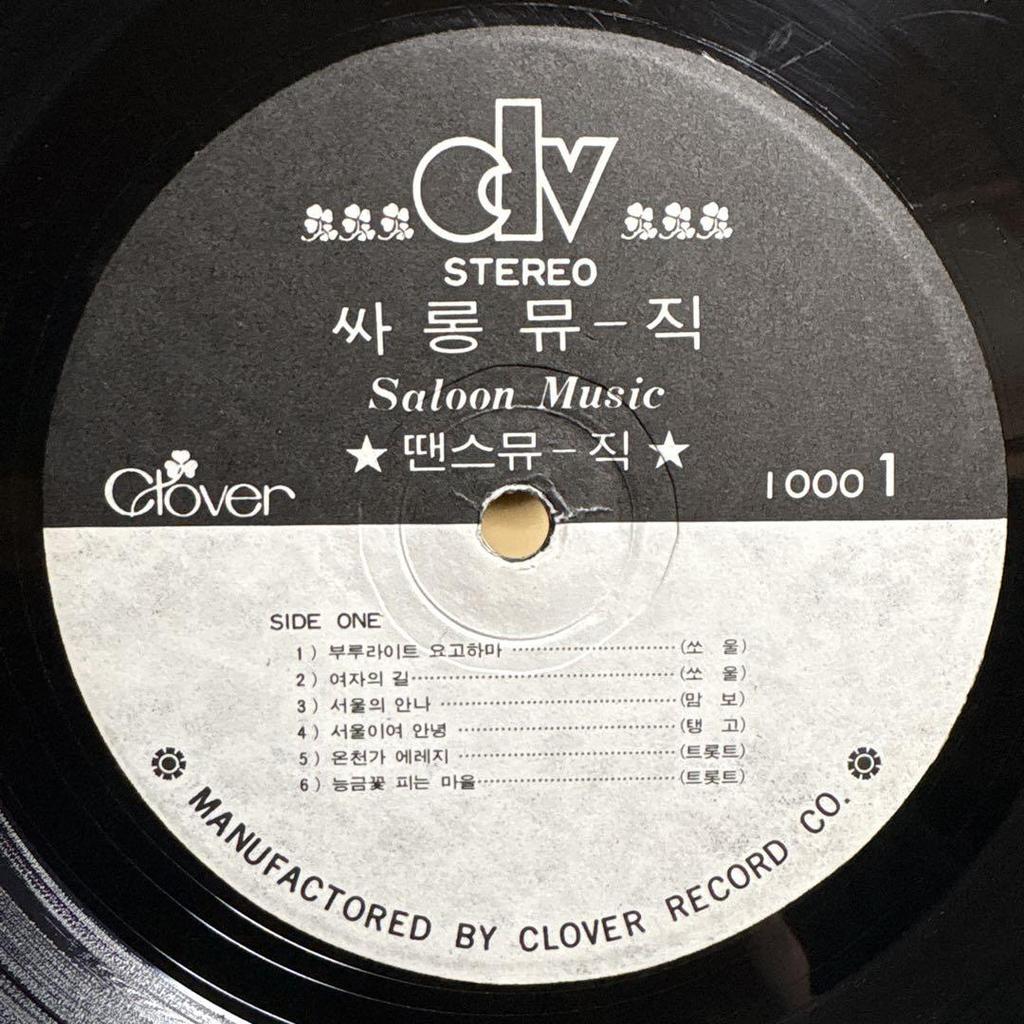 clv
STEREO
싸롱뮤-직
Saloon Music
★ 땐스뮤-직 ★
Clover
1000 1
SIDE ONE
1) 부루라이트 요고하마 (쏘 울)
2) 여자의 길 (쏘 울)
3) 서울의 안나 (맘 보)
4) 서울이여 안녕 (탱 고)
5) 온천가 에레지 (트롯트)
6) 능금꽃 피는 마을 (트롯트)
MANUFACTORED BY CLOVER RECORD CO.